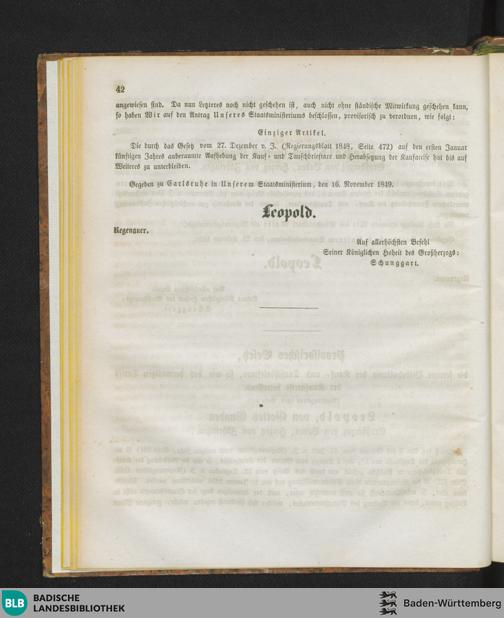 42
angewiesen sind. Da nun Letzteres noch nicht geschehen ist, auch nicht ohne ständische Mitwirkung geschehen kann,
so haben Wir auf den Antrag Unseres Staatsministeriums beschlossen, provisorisch zu verordnen, wie folgt:
Einziger Artikel.
Die durch das Gesetz vom 27. Dezember v. J. (Regierungsblatt 1848, Seite 472) auf den ersten Januar
künftigen Jahres anberaumte Aufhebung der Kauf- und Tauschbrieftaxe und Herabsetzung der Kaufaccise hat bis auf
Weiteres zu unterbleiben.
Gegeben zu Carlsruhe in Unserem Staatsministerium, den 16. November 1849.
Leopold.
Regenauer.
Auf allerhöchsten Befehl
Seiner Königlichen Hoheit des Großherzogs:
Schunggart.
BLB BADISCHE
LANDESBIBLIOTHEK
Baden-Württemberg